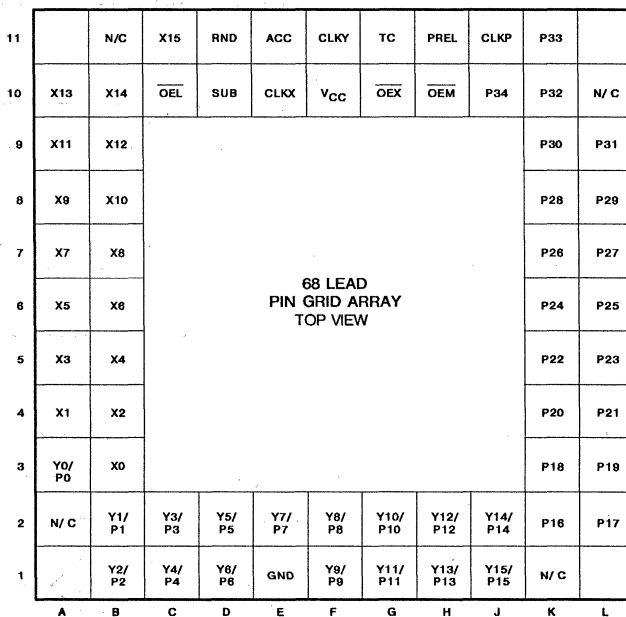 11 N/C X15 RND ACC CLKY TC PREL CLKP P33
10 X13 X14 OEL SUB CLKX VCC OEX OEM P34 P32 N/C
9 X11 X12 P30 P31
8 X9 X10 P28 P29
7 X7 X8 P26 P27
68 LEAD
PIN GRID ARRAY
TOP VIEW
6 X5 X6 P24 P25
5 X3 X4 P22 P23
4 X1 X2 P20 P21
3 Y0/P0 X0 P18 P19
2 N/C Y1/P1 Y3/P3 Y5/P5 Y7/P7 Y8/P8 Y10/P10 Y12/P12 Y14/P14 P16 P17
1 Y2/P2 Y4/P4 Y6/P6 GND Y9/P9 Y11/P11 Y13/P13 Y15/P15 N/C
A B C D E F G H J K L